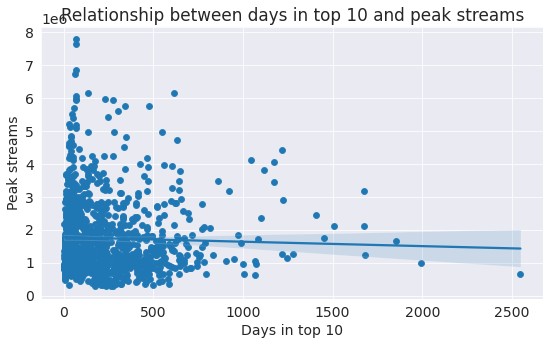 Relationship between days in top 10 and peak streams
1e6
8
7
6
5
4
3
2
1
0
Peak streams
0 500 1000 1500 2000 2500
Days in top 10